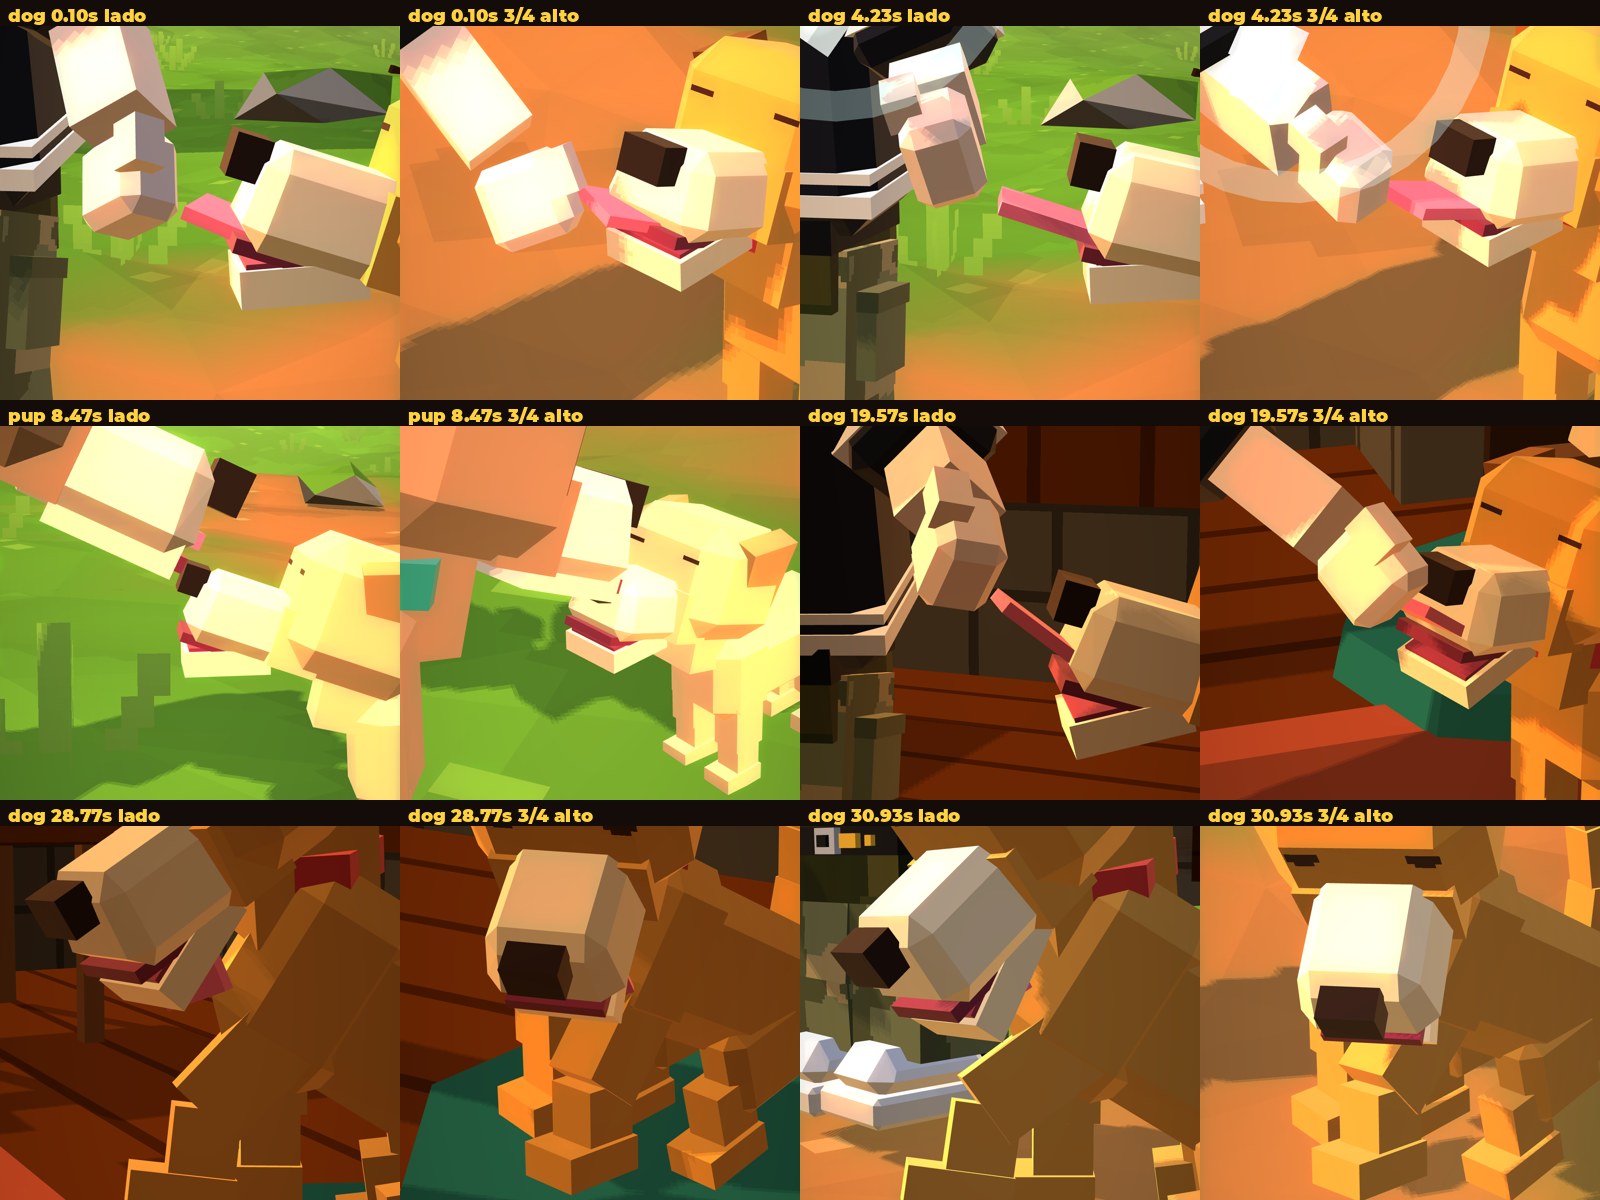 dog 0.10s lado
dog 0.10s 3/4 alto
dog 4.23s lado
dog 4.23s 3/4 alto
pup 8.47s lado
pup 8.47s 3/4 alto
dog 19.57s lado
dog 19.57s 3/4 alto
dog 28.77s lado
dog 28.77s 3/4 alto
dog 30.93s lado
dog 30.93s 3/4 alto